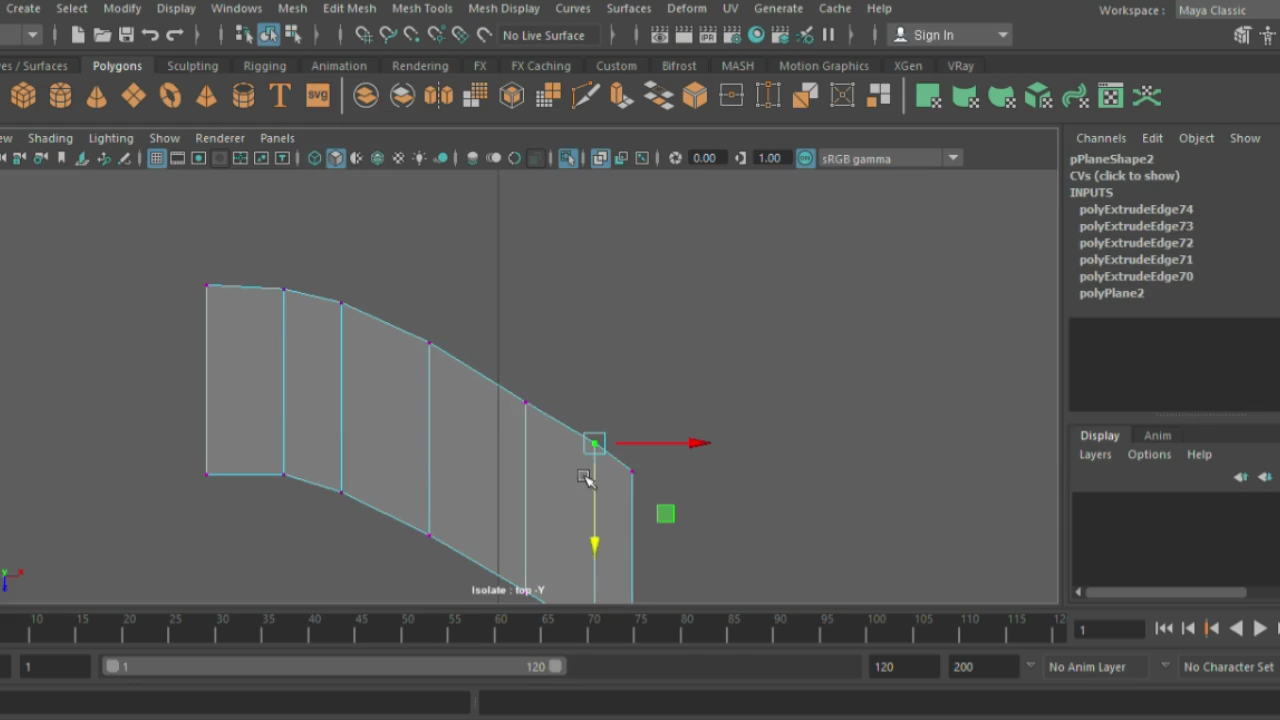 Create Select Modify Display Windows Mesh Edit Mesh Mesh Tools Mesh Display Curves Surfaces Deform UV Generate Cache Help
Workspace : Maya Classic
No Live Surface
Sign In
es / Surfaces Polygons Sculpting Rigging Animation Rendering FX FX Caching Custom Bifrost MASH Motion Graphics XGen VRay
T svg
ew Shading Lighting Show Renderer Panels
0.00 1.00 ON sRGB gamma
Channels Edit Object Show
pPlaneShape2
CVs (click to show)
INPUTS
polyExtrudeEdge74
polyExtrudeEdge73
polyExtrudeEdge72
polyExtrudeEdge71
polyExtrudeEdge70
polyPlane2
Display Anim
Layers Options Help
y x
Isolate : top -Y
10 15 20 25 30 35 40 45 50 55 60 65 70 75 80 85 90 95 100 105 110 115 12
1
1 1 120 120 200 No Anim Layer No Character Set